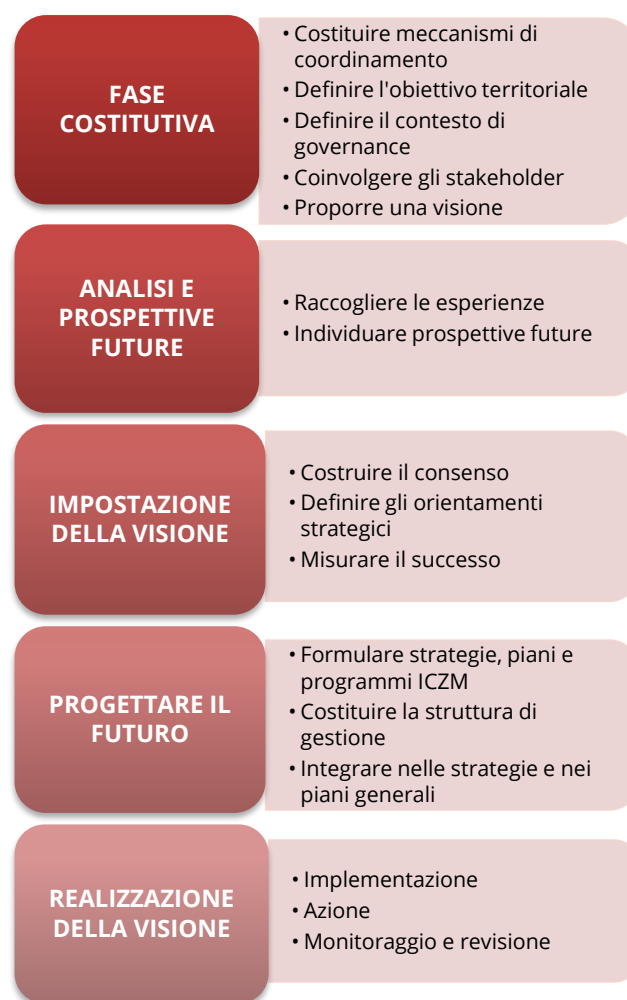 FASE
COSTITUTIVA
• Costituire meccanismi di
coordinamento
• Definire l'obiettivo territoriale
• Definire il contesto di
governance
• Coinvolgere gli stakeholder
• Proporre una visione
ANALISI E
PROSPETTIVE
FUTURE
• Raccogliere le esperienze
• Individuare prospettive future
IMPOSTAZIONE
DELLA VISIONE
• Costruire il consenso
• Definire gli orientamenti
strategici
• Misurare il successo
PROGETTARE IL
FUTURO
• Formulare strategie, piani e
programmi ICZM
• Costituire la struttura di
gestione
• Integrare nelle strategie e nei
piani generali
REALIZZAZIONE
DELLA VISIONE
• Implementazione
• Azione
• Monitoraggio e revisione